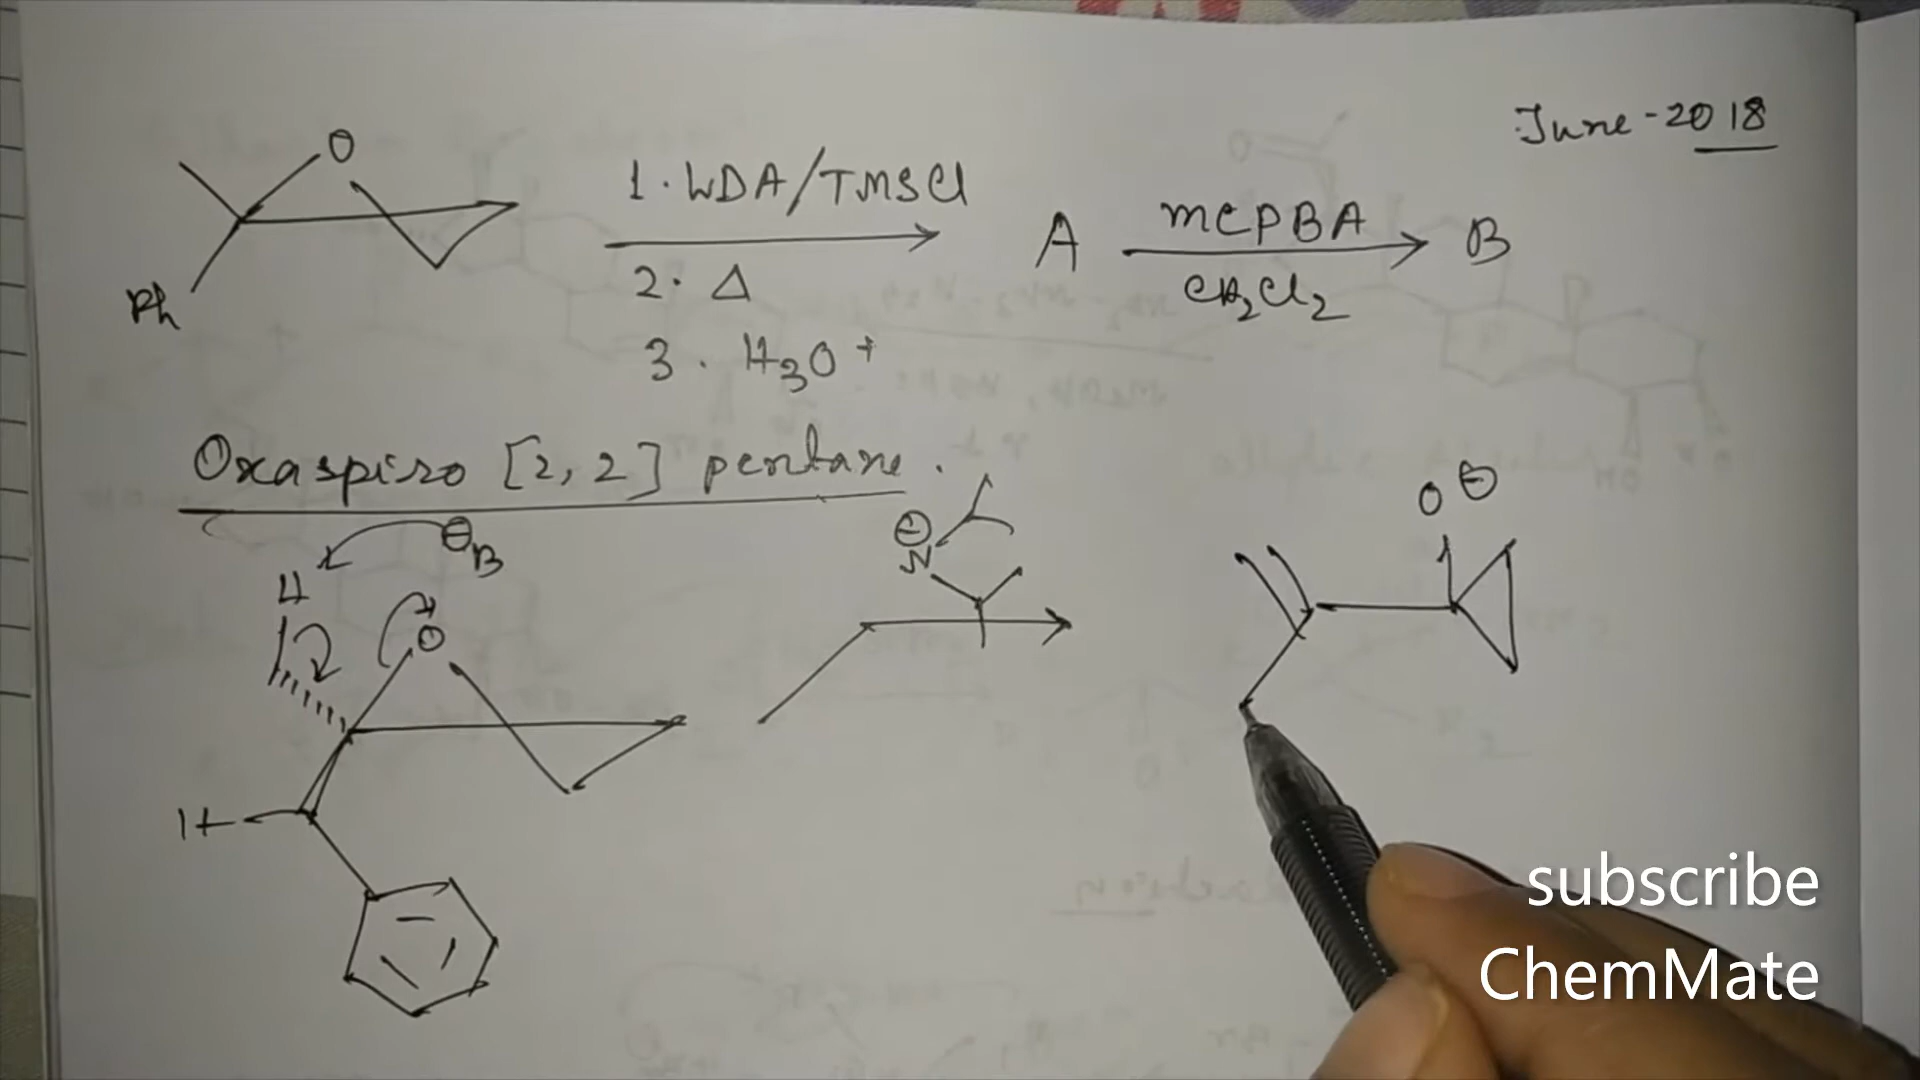 June-2018
O
Ph
1. LDA/TMSCl
2. Δ
3. H3O+
A
mCPBA
CH2Cl2
B
Oxaspiro [2,2] pentane.
⊖B
H
O
H
⊖
N
O ⊖
subscribe
ChemMate